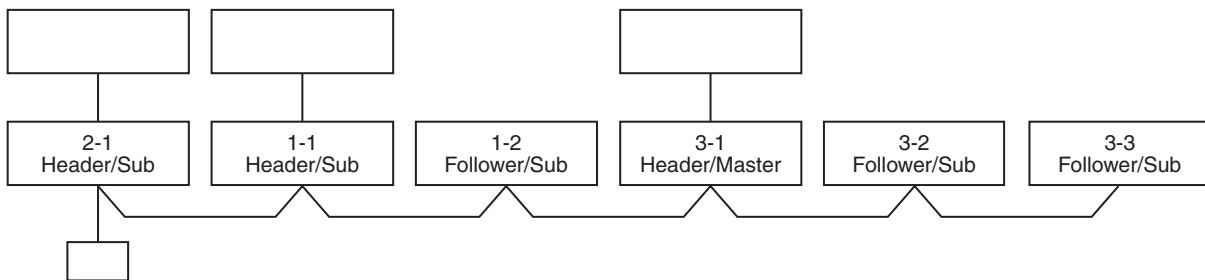 2-1
Header/Sub
1-1
Header/Sub
1-2
Follower/Sub
3-1
Header/Master
3-2
Follower/Sub
3-3
Follower/Sub